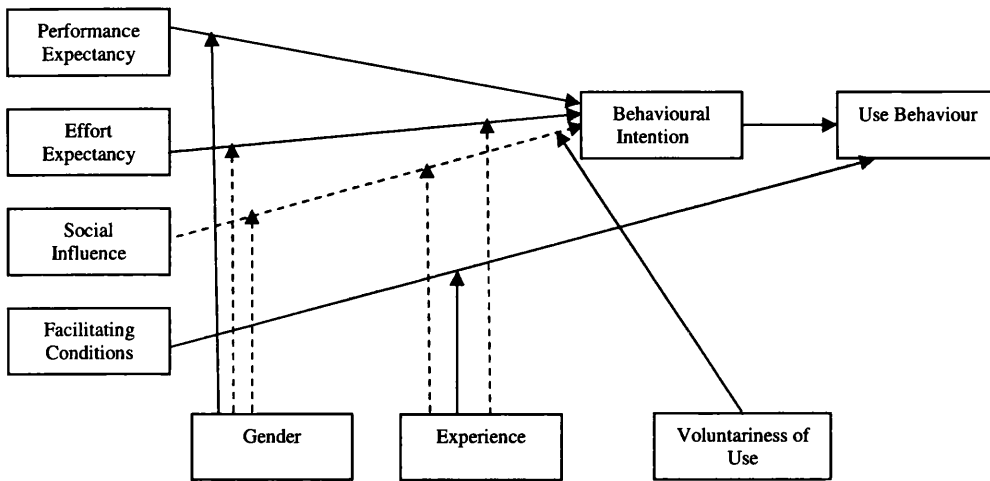 Performance
Expectancy
Effort
Expectancy
Social
Influence
Facilitating
Conditions
Behavioural
Intention
Use Behaviour
Gender
Experience
Voluntariness of
Use